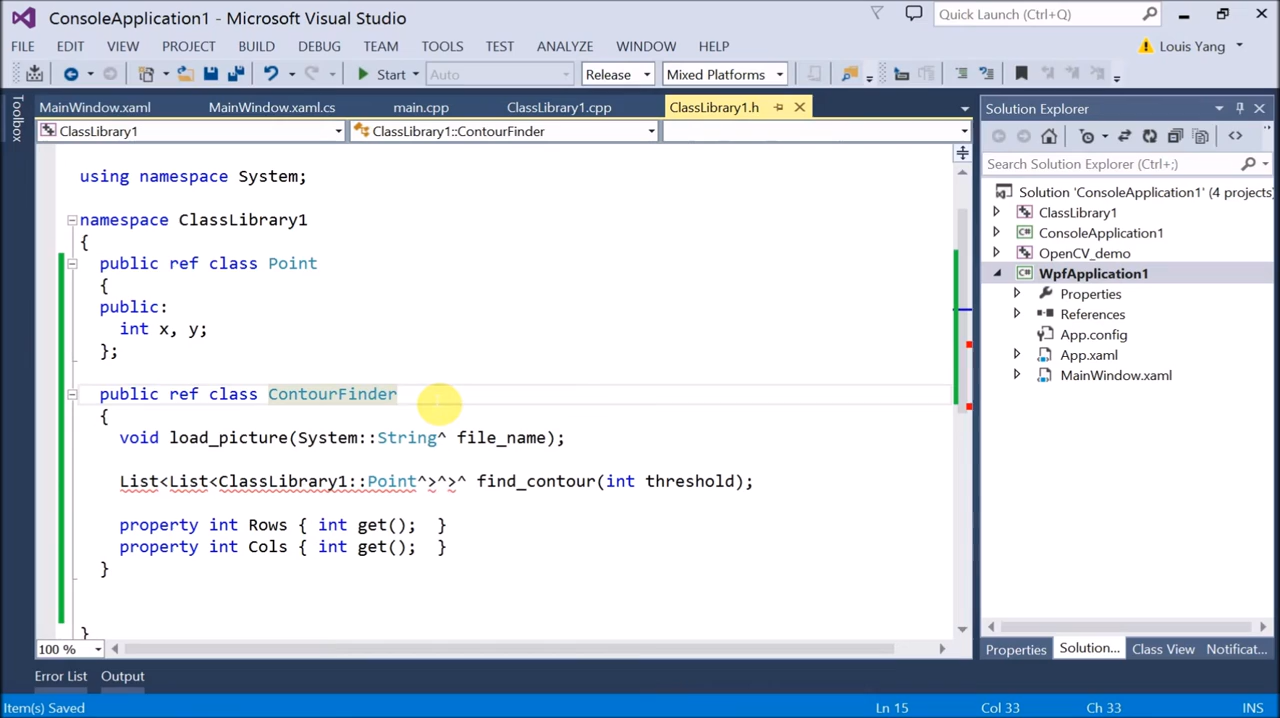 ConsoleApplication1 - Microsoft Visual Studio
Quick Launch (Ctrl+;)
FILE EDIT VIEW PROJECT BUILD DEBUG TEAM TOOLS TEST ANALYZE WINDOW HELP
Louis Yang
Start Auto Release Mixed Platforms
Toolbox
MainWindow.xaml MainWindow.xaml.cs main.cpp ClassLibrary1.cpp ClassLibrary1.h
ClassLibrary1 ClassLibrary1::ContourFinder
using namespace System;
namespace ClassLibrary1
{
public ref class Point
{
public:
int x, y;
};
public ref class ContourFinder
{
void load_picture(System::String^ file_name);
List<List<ClassLibrary1::Point^>^>^ find_contour(int threshold);
property int Rows { int get(); }
property int Cols { int get(); }
}
}
100 %
Solution Explorer
Search Solution Explorer (Ctrl+;)
Solution 'ConsoleApplication1' (4 projects)
ClassLibrary1
ConsoleApplication1
OpenCV_demo
WpfApplication1
Properties
References
App.config
App.xaml
MainWindow.xaml
Properties Solution... Class View Notificat...
Error List Output
Item(s) Saved Ln 15 Col 33 Ch 33 INS